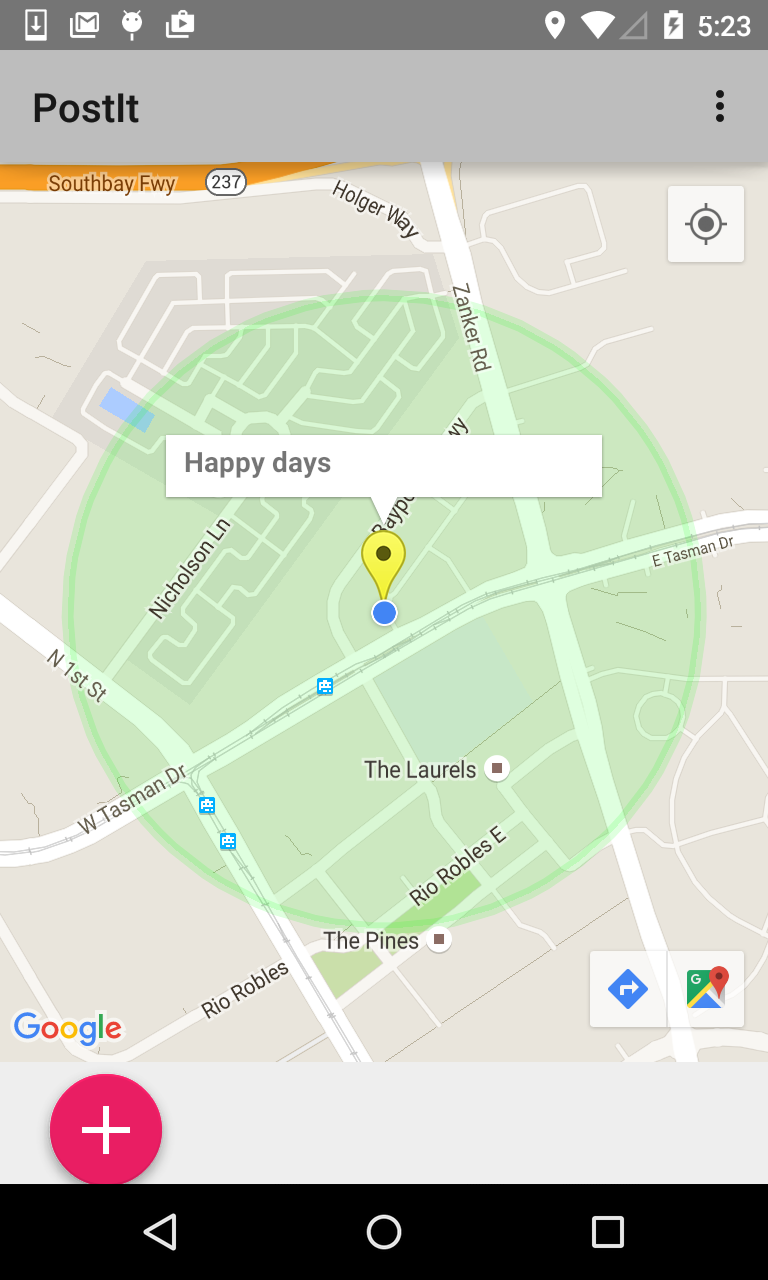 5:23
PostIt
Southbay Fwy
237
Holger Way
Zanker Rd
Happy days
Nicholson Ln
E Tasman Dr
N 1st St
The Laurels
W Tasman Dr
Rio Robles E
The Pines
Rio Robles
Google